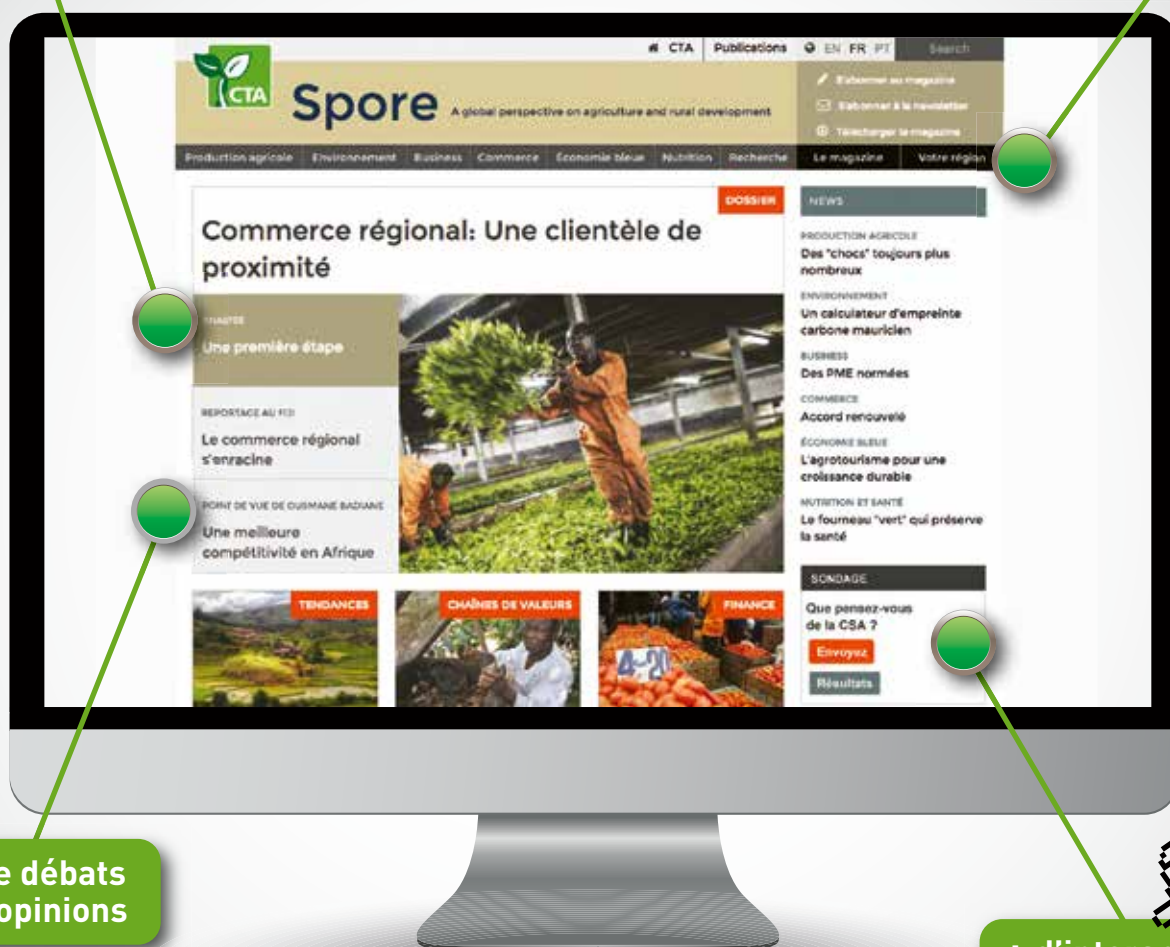 CTA Publications EN FR PT Search
CTA
Spore A global perspective on agriculture and rural development
S'abonner au magazine
S'abonner à la newsletter
Télécharger le magazine
Production agricole Environnement Business Commerce Économie bleue Nutrition Recherche Le magazine Votre région
DOSSIER
Commerce régional: Une clientèle de
proximité
Une première étape
REPORTAGE AU
Le commerce régional
s'enracine
POINT DE VUE DE OUSMANE BADIANE
Une meilleure
compétitivité en Afrique
NEWS
PRODUCTION AGRICOLE
Des "chocs" toujours plus
nombreux
ENVIRONNEMENT
Un calculateur d'empreinte
carbone mauricien
BUSINESS
Des PME normées
COMMERCE
Accord renouvelé
ÉCONOMIE BLEUE
L'agrotourisme pour une
croissance durable
NUTRITION ET SANTÉ
Le fourneau "vert" qui préserve
la santé
TENDANCES
CHAÎNES DE VALEURS
FINANCE
4-20
SONDAGE
Que pensez-vous
de la CSA ?
Envoyez
Résultats
e débats
opinions